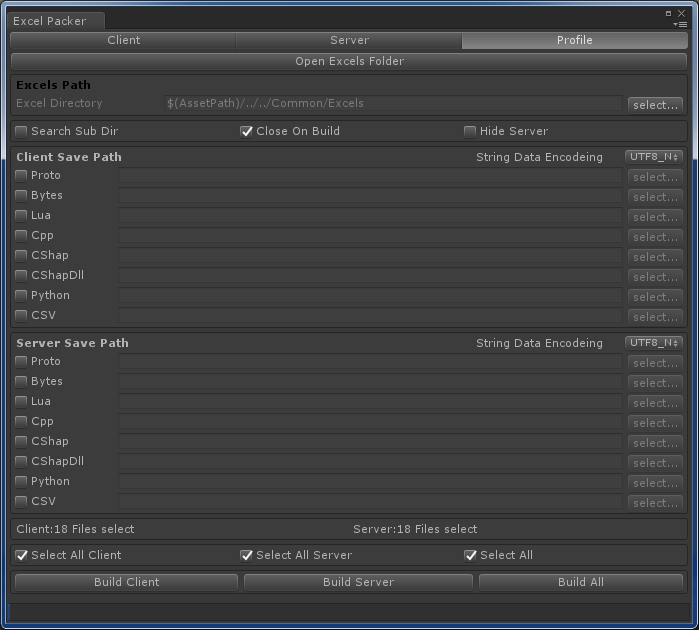 Excel Packer
Client Server Profile
Open Excels Folder
Excels Path
Excel Directory $(AssetPath)/../../Common/Excels select...
Search Sub Dir Close On Build Hide Server
Client Save Path String Data Encodeing UTF8_N
Proto select...
Bytes select...
Lua select...
Cpp select...
CShap select...
CShapDll select...
Python select...
CSV select...
Server Save Path String Data Encodeing UTF8_N
Proto select...
Bytes select...
Lua select...
Cpp select...
CShap select...
CShapDll select...
Python select...
CSV select...
Client:18 Files select Server:18 Files select
Select All Client Select All Server Select All
Build Client Build Server Build All